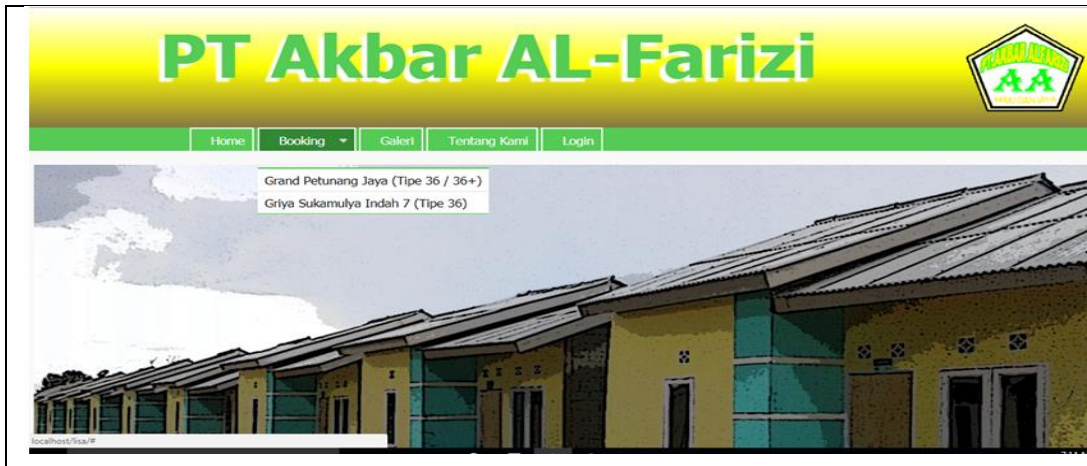 PT Akbar AL-Farizi
AA
Home Booking Galeri Tentang Kami Login
Grand Petunang Jaya (Tipe 36 / 36+)
Griya Sukamulya Indah 7 (Tipe 36)
localhost/lisa/#